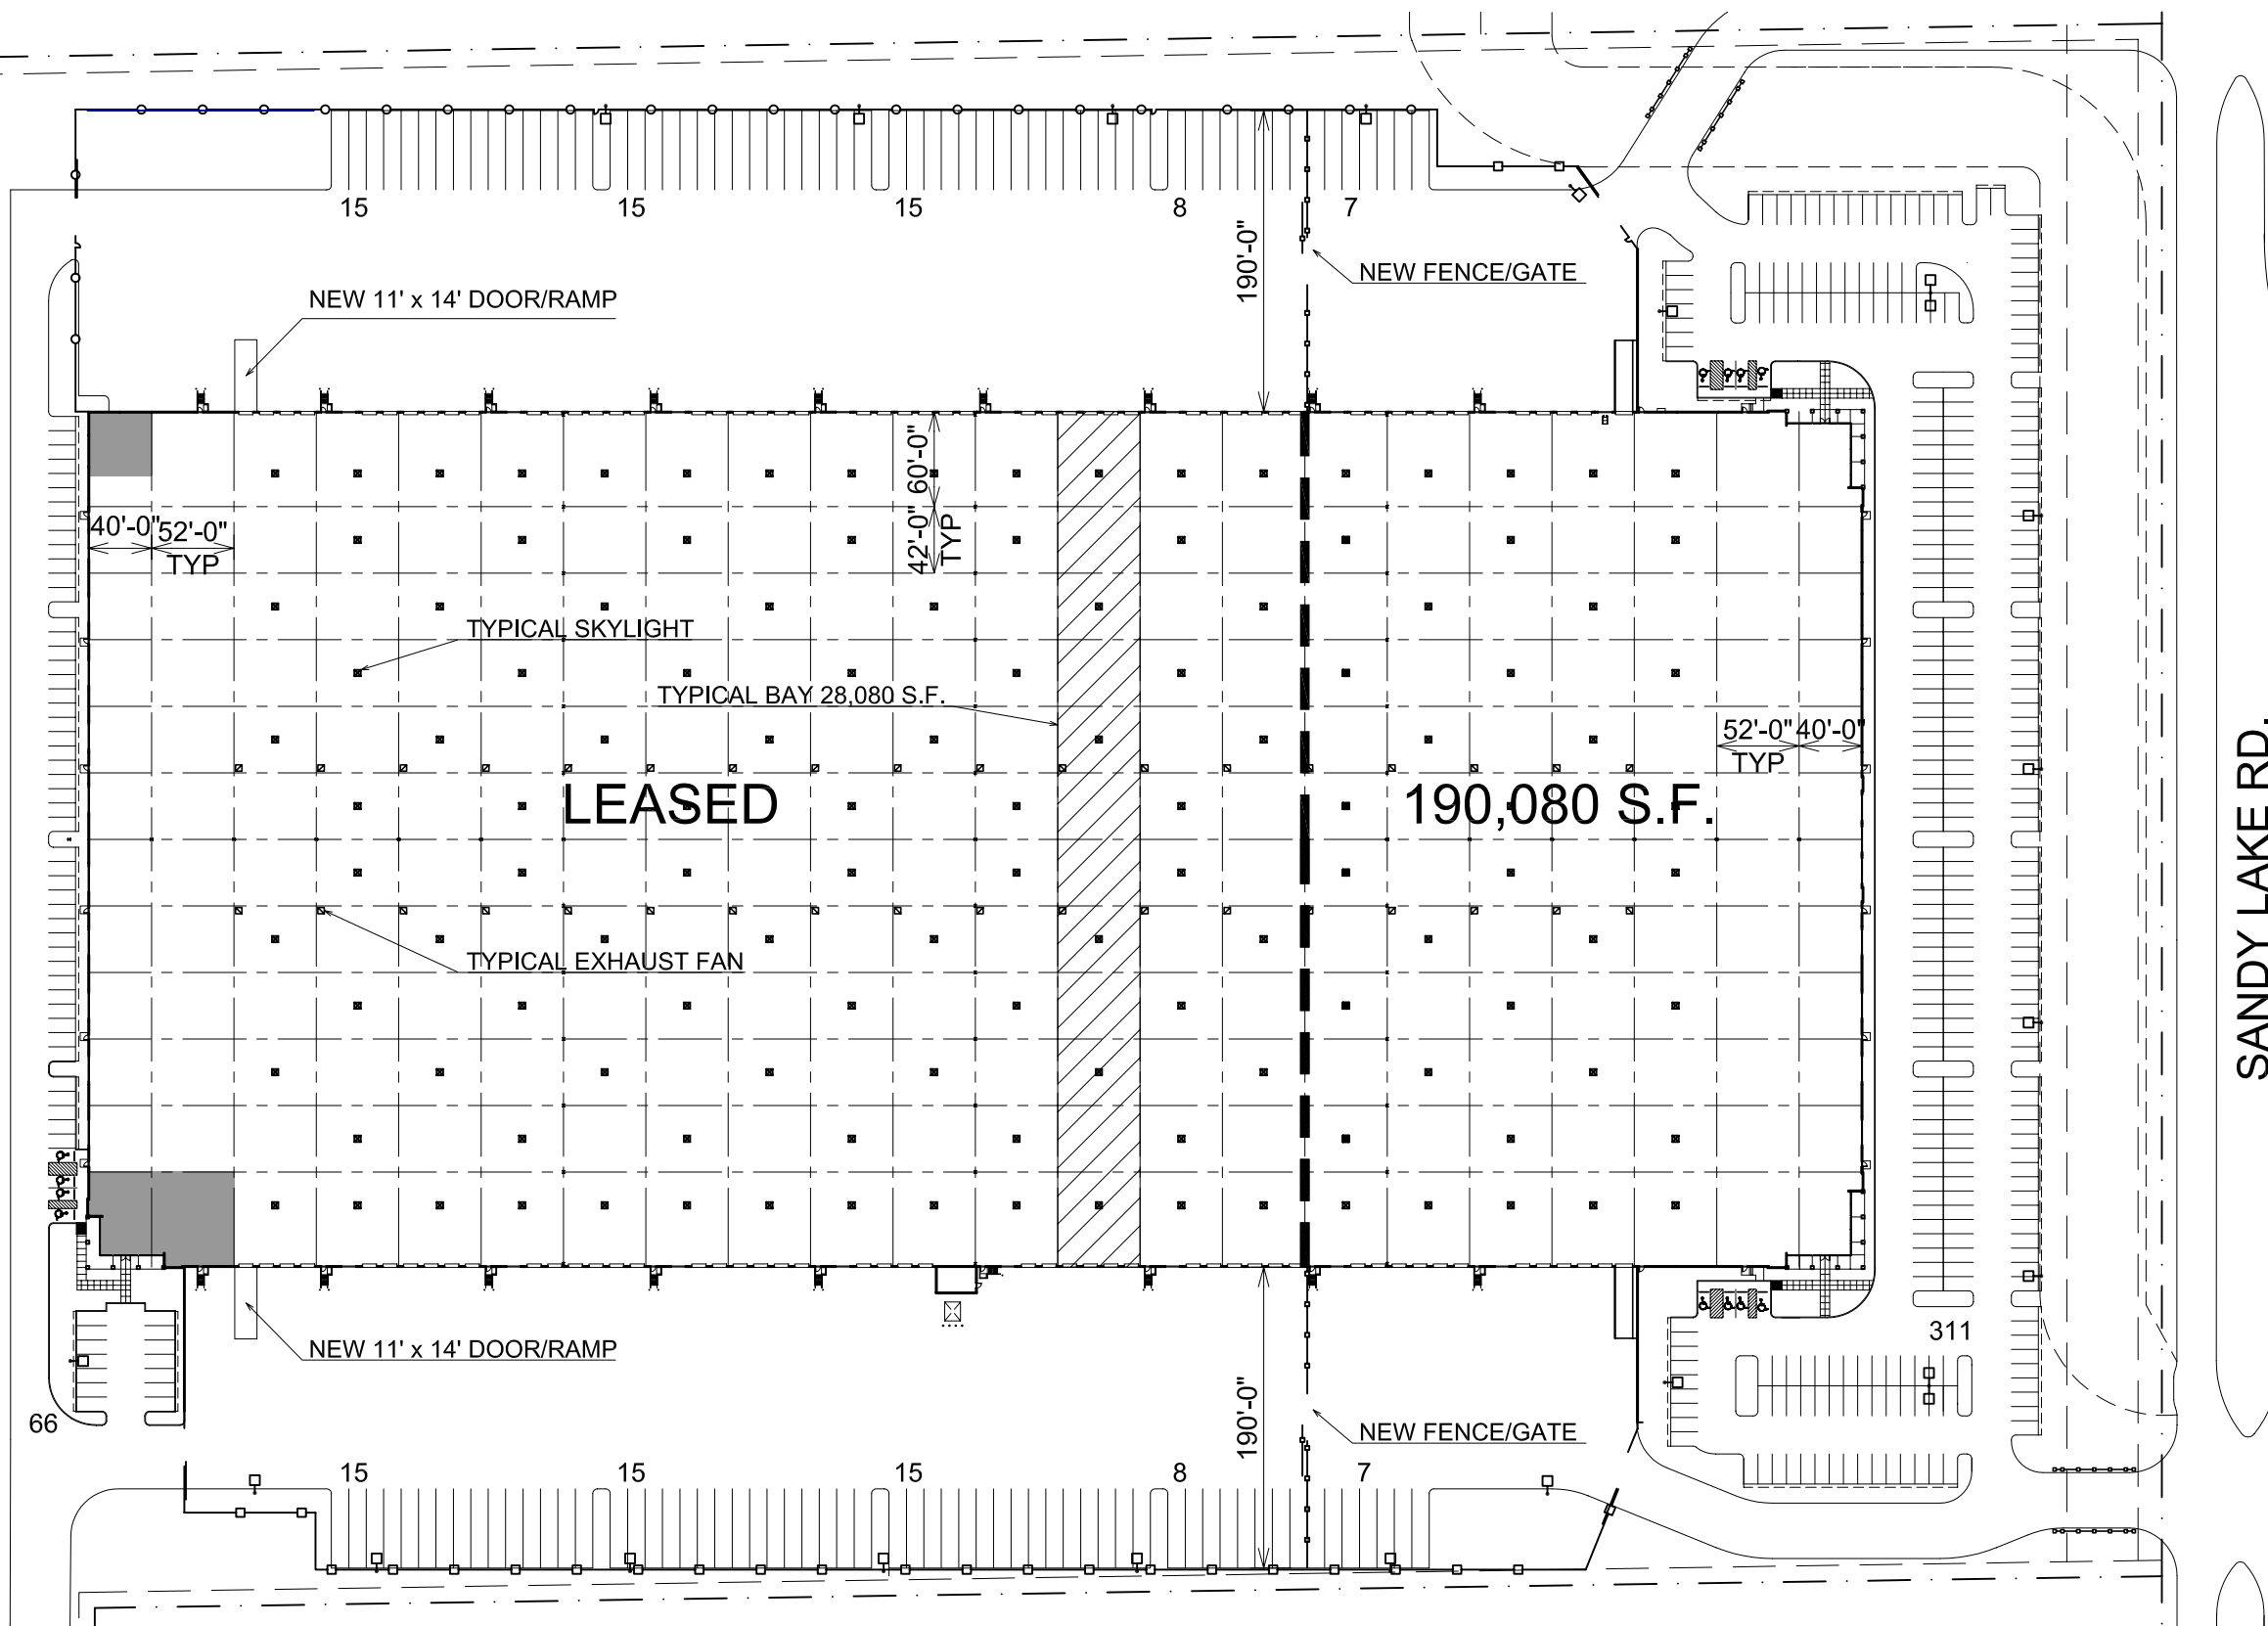 15
15
15
8
7
190'-0"
NEW FENCE/GATE
NEW 11' x 14' DOOR/RAMP
60'-0"
42'-0"
TYP
40'-0"
52'-0"
TYP
TYPICAL SKYLIGHT
TYPICAL BAY 28,080 S.F.
52'-0"
40'-0"
TYP
LEASED
190,080 S.F.
SANDY LAKE RD.
TYPICAL EXHAUST FAN
NEW 11' x 14' DOOR/RAMP
311
66
190'-0"
NEW FENCE/GATE
15
15
15
8
7